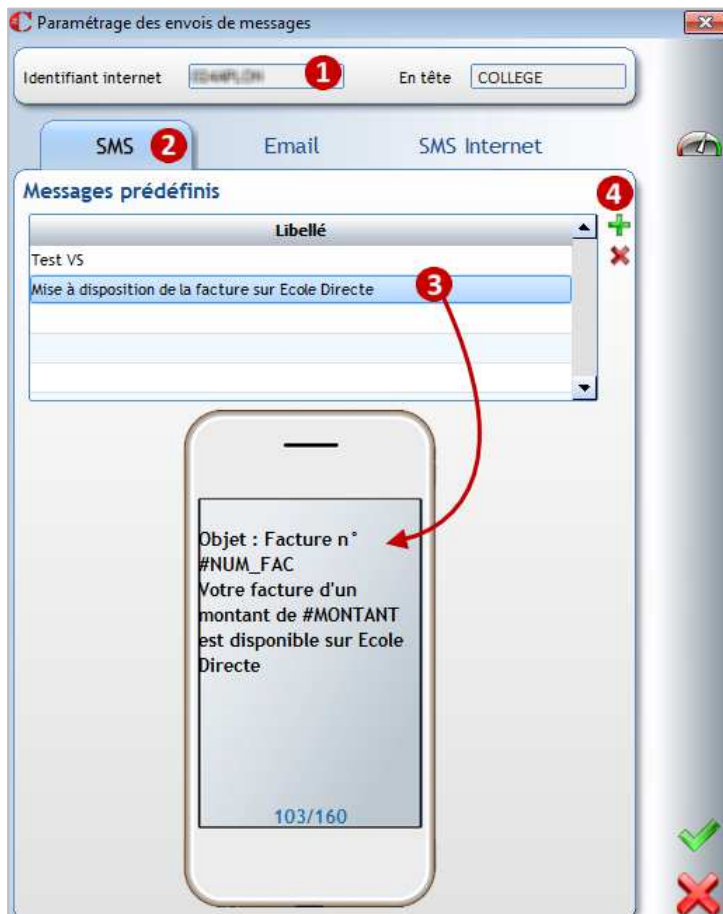 Paramétrage des envois de messages
Identifiant internet 1 En tête COLLEGE
SMS 2 Email SMS Internet
Messages prédéfinis 4
Libellé
Test VS
Mise à disposition de la facture sur Ecole Directe 3
Objet : Facture n°
#NUM_FAC
Votre facture d'un
montant de #MONTANT
est disponible sur Ecole
Directe
103/160